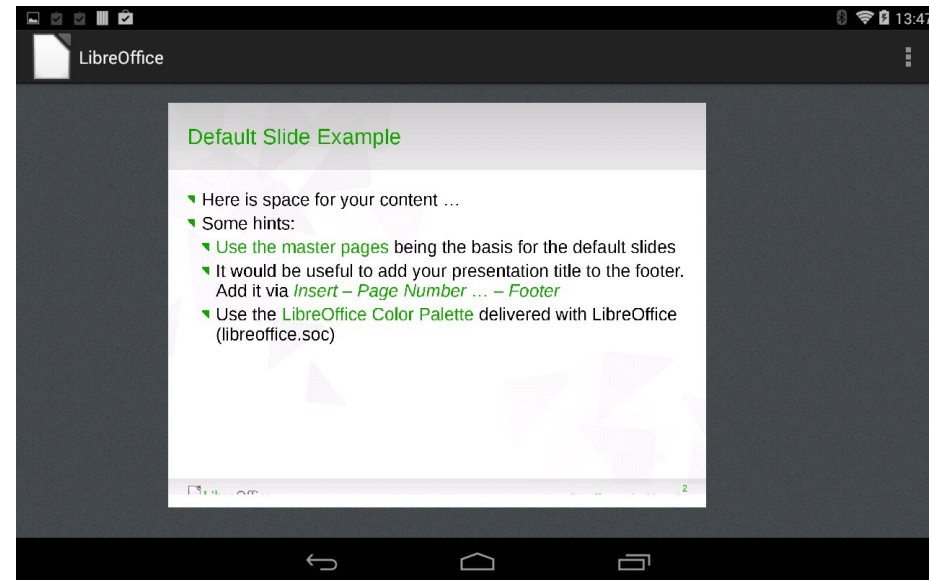 13:47
LibreOffice
Default Slide Example
Here is space for your content …
Some hints:
Use the master pages being the basis for the default slides
It would be useful to add your presentation title to the footer.
Add it via Insert – Page Number … – Footer
Use the LibreOffice Color Palette delivered with LibreOffice
(libreoffice.soc)
2